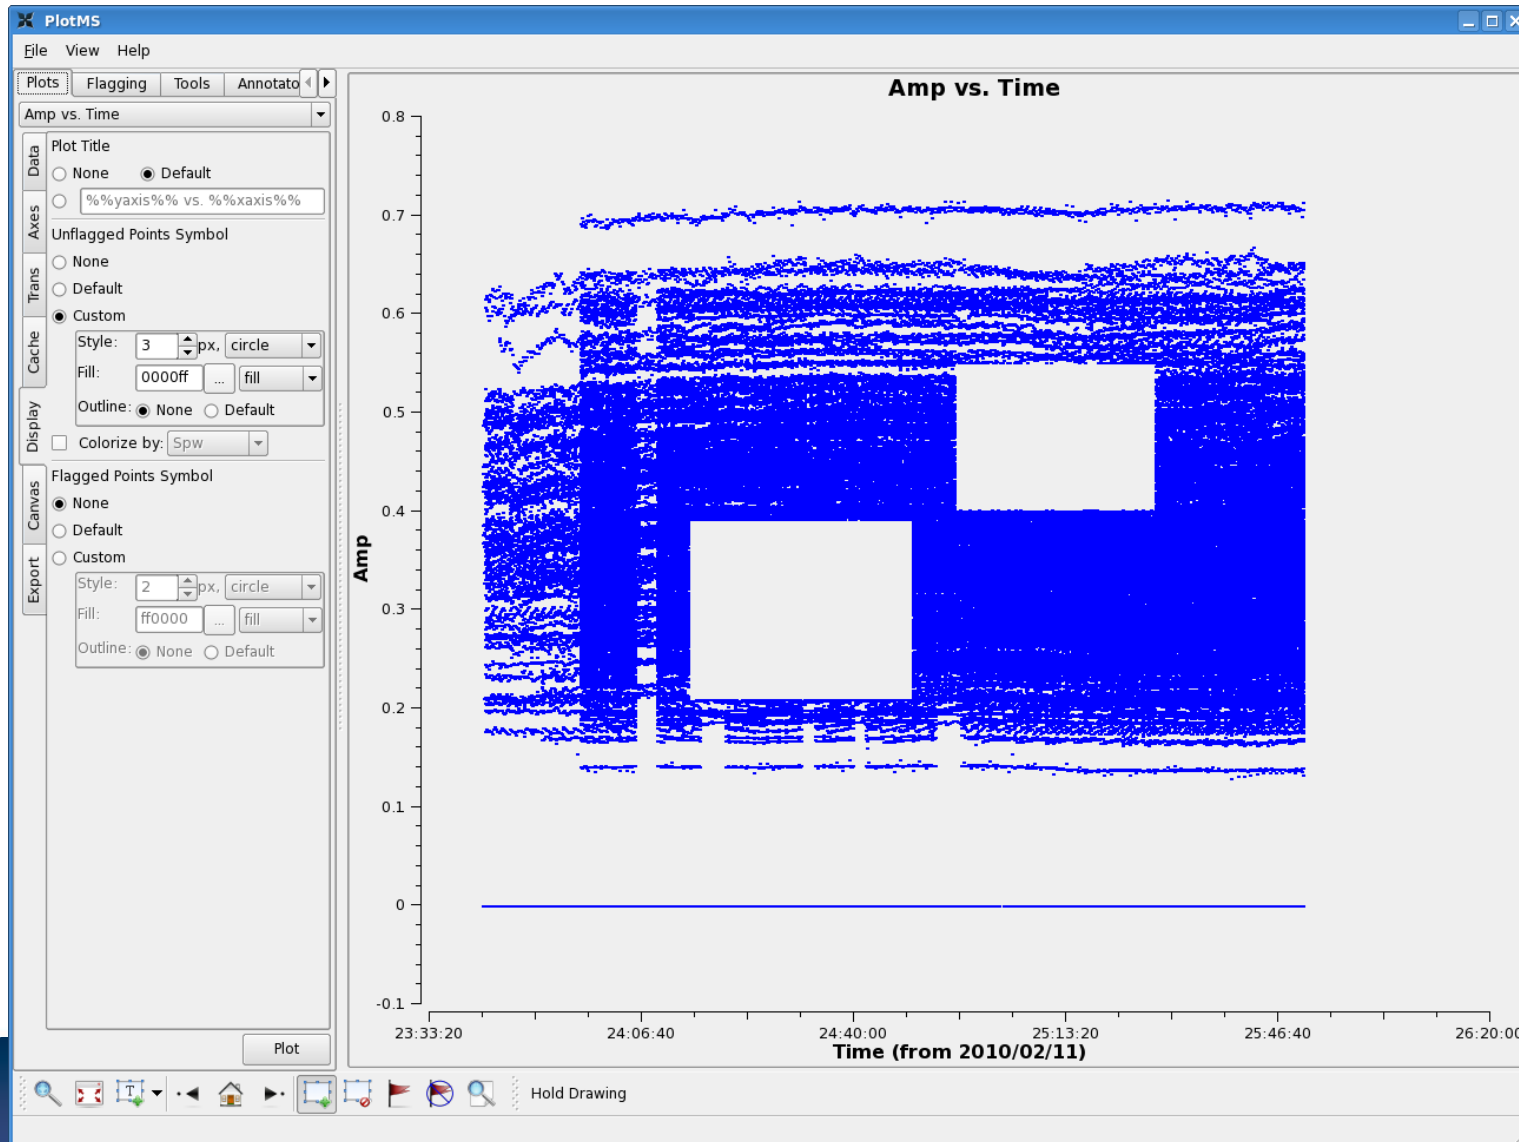 PlotMS
File View Help
Plots Flagging Tools Annotato
Amp vs. Time
Data
Axes
Trans
Cache
Display
Canvas
Export
Plot Title
None Default
%%yaxis%% vs. %%xaxis%%
Unflagged Points Symbol
None
Default
Custom
Style: 3 px, circle
Fill: 0000ff ... fill
Outline: None Default
Colorize by: Spw
Flagged Points Symbol
None
Default
Custom
Style: 2 px, circle
Fill: ff0000 ... fill
Outline: None Default
Plot
Amp vs. Time
0.8
0.7
0.6
0.5
0.4
0.3
0.2
0.1
0
-0.1
Amp
23:33:20 24:06:40 24:40:00 25:13:20 25:46:40 26:20:00
Time (from 2010/02/11)
T
Hold Drawing